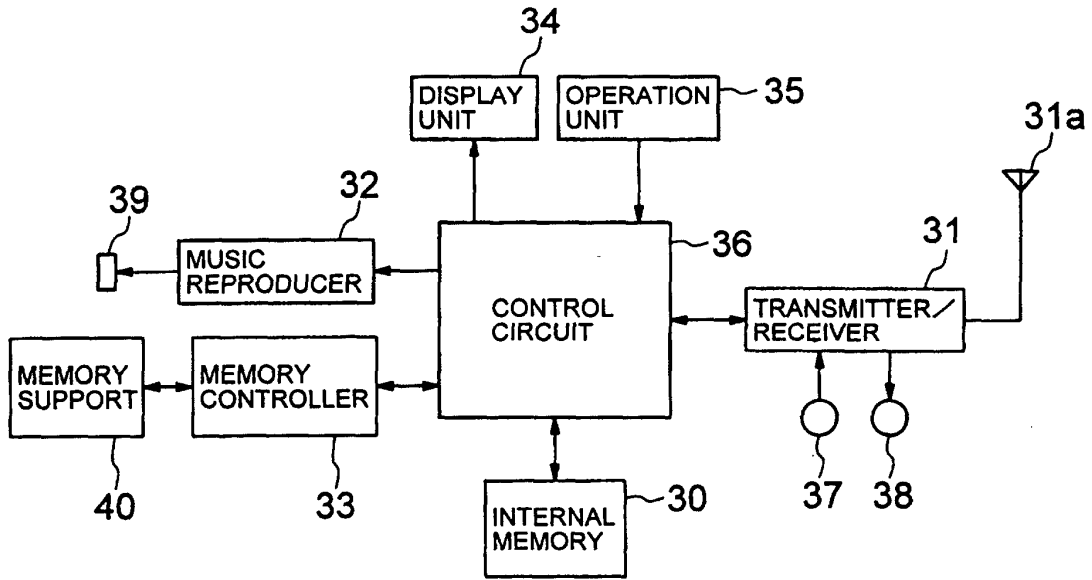 34
DISPLAY
UNIT
OPERATION
UNIT
35
31a
39
32
MUSIC
REPRODUCER
36
31
CONTROL
CIRCUIT
TRANSMITTER/
RECEIVER
MEMORY
SUPPORT
MEMORY
CONTROLLER
40
33
37
38
INTERNAL
MEMORY
30